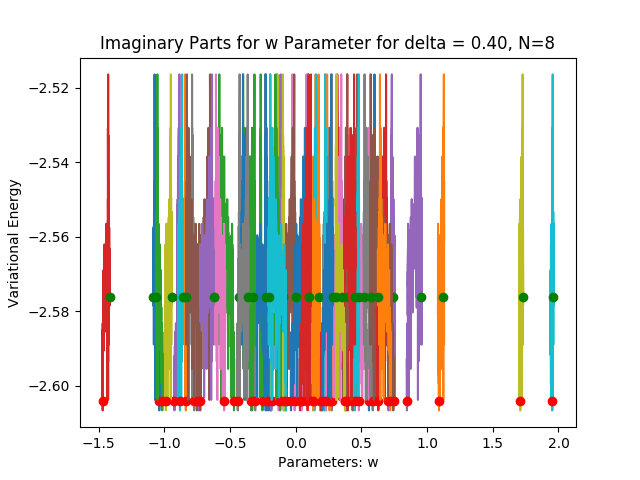 Imaginary Parts for w Parameter for delta = 0.40, N=8
Variational Energy
−2.52
−2.54
−2.56
−2.58
−2.60
−1.5 −1.0 −0.5 0.0 0.5 1.0 1.5 2.0
Parameters: w